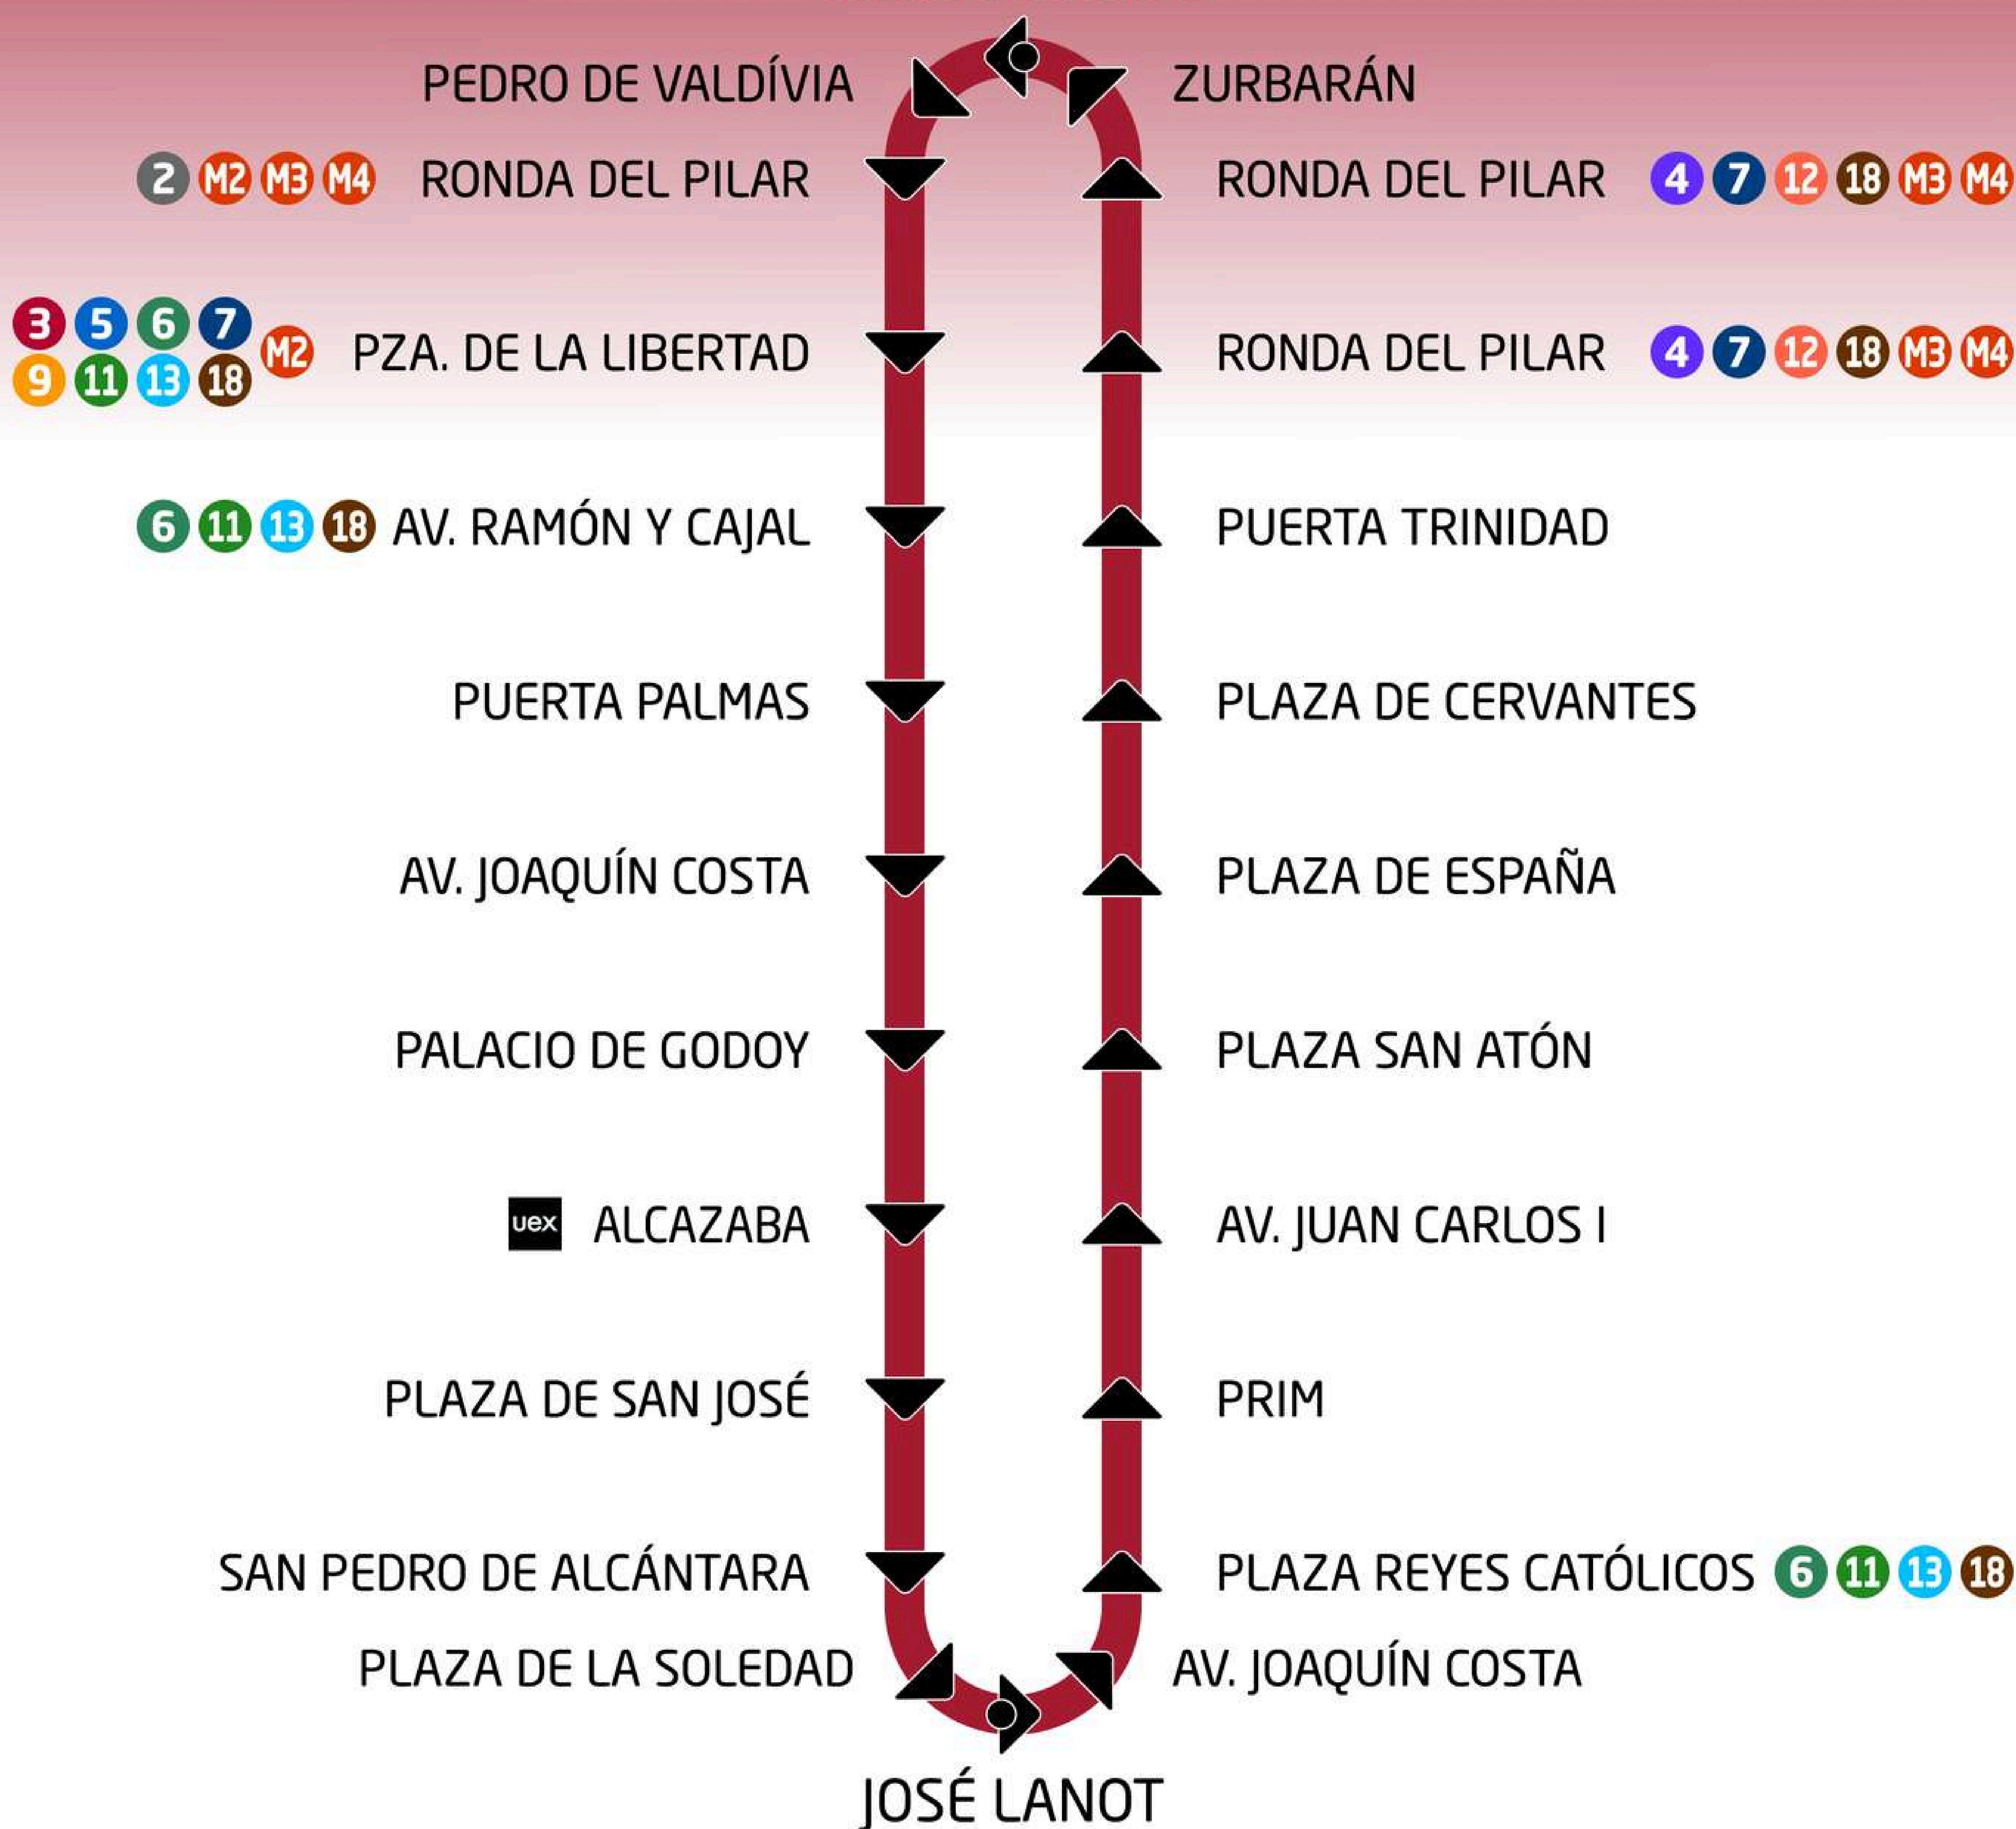 PEDRO DE VALDÍVIA
ZURBARÁN
2 M2 M3 M4 RONDA DEL PILAR
RONDA DEL PILAR 4 7 12 18 M3 M4
3 5 6 7
9 11 13 18
M2 PZA. DE LA LIBERTAD
RONDA DEL PILAR 4 7 12 18 M3 M4
6 11 13 18 AV. RAMÓN Y CAJAL
PUERTA TRINIDAD
PUERTA PALMAS
PLAZA DE CERVANTES
AV. JOAQUÍN COSTA
PLAZA DE ESPAÑA
PALACIO DE GODOY
PLAZA SAN ATÓN
uex ALCAZABA
AV. JUAN CARLOS I
PLAZA DE SAN JOSÉ
PRIM
SAN PEDRO DE ALCÁNTARA
PLAZA REYES CATÓLICOS 6 11 13 18
PLAZA DE LA SOLEDAD
AV. JOAQUÍN COSTA
JOSÉ LANOT